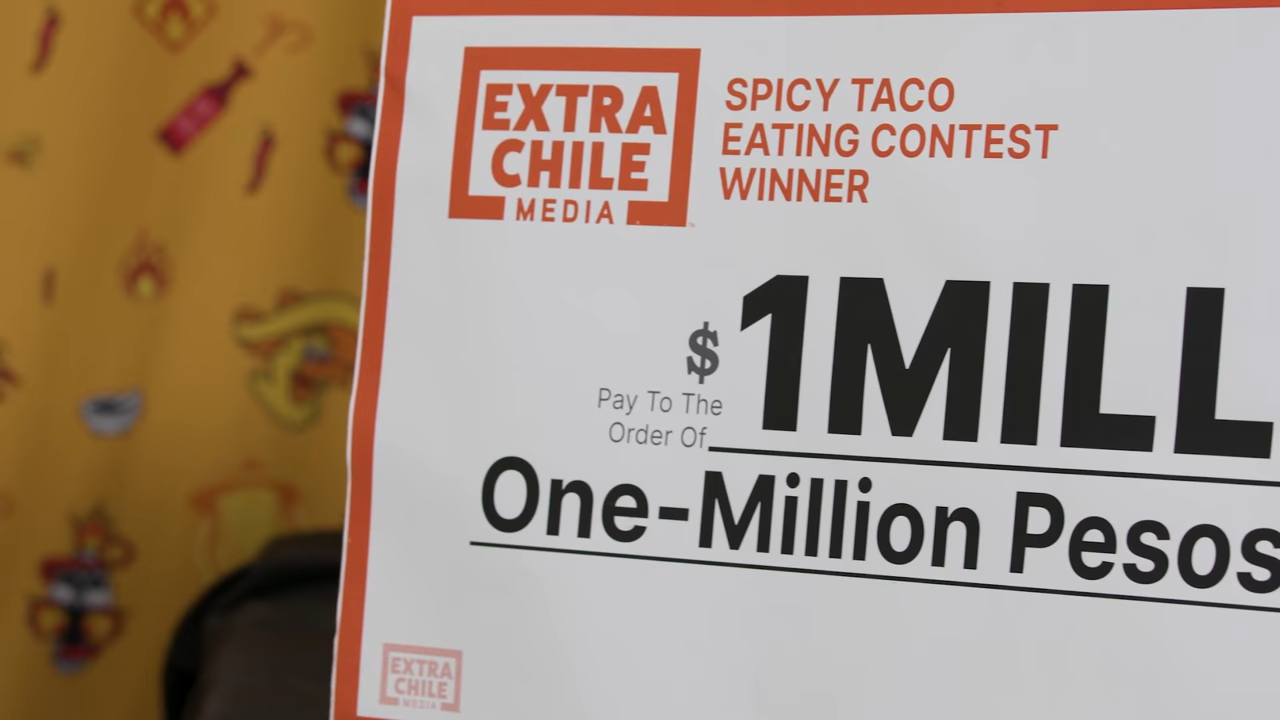 EXTRA
CHILE
MEDIA
SPICY TACO
EATING CONTEST
WINNER
$ 1MILL
Pay To The
Order Of
One-Million Pesos
EXTRA
CHILE
MEDIA